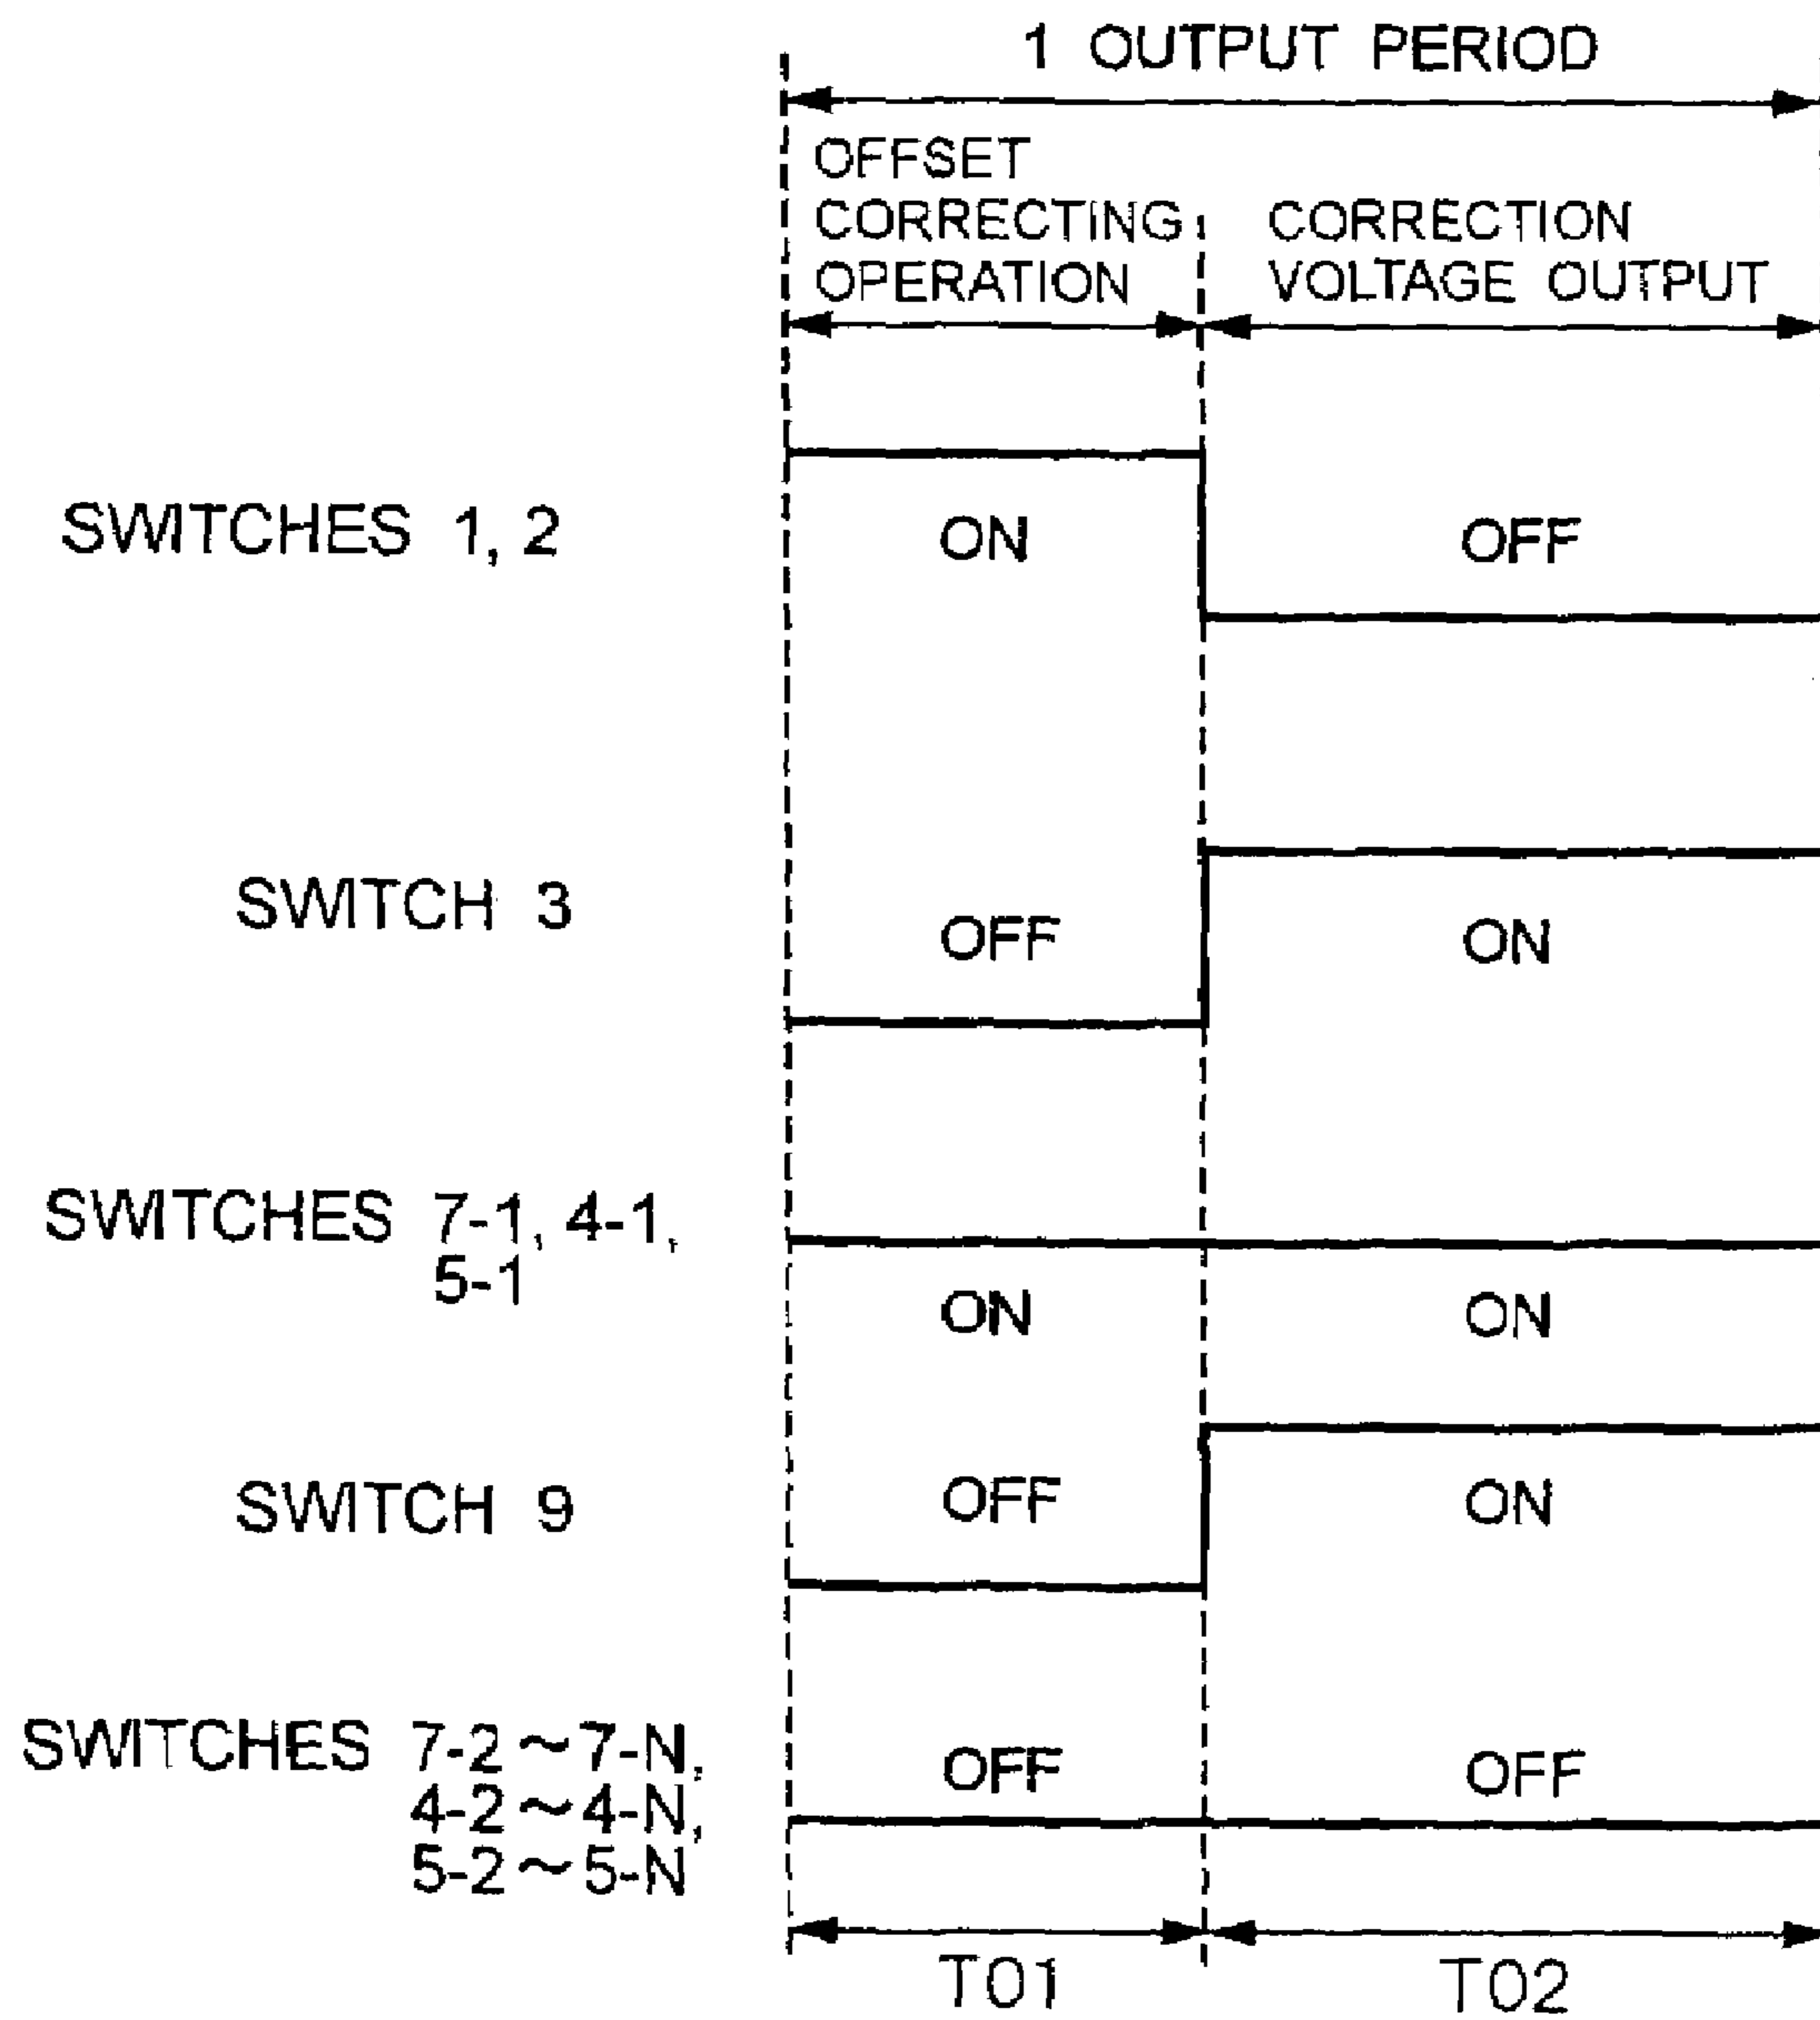 1 OUTPUT PERIOD
OFFSET
CORRECTING
OPERATION
CORRECTION
VOLTAGE OUTPUT
SWITCHES 1, 2
ON
OFF
SWITCH 3
OFF
ON
SWITCHES 7-1, 4-1,
5-1
ON
ON
SWITCH 9
OFF
ON
SWITCHES 7-2~7-N,
4-2~4-N,
5-2~5-N
OFF
OFF
T01
T02